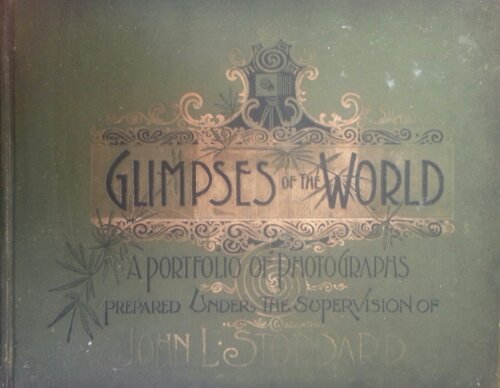 GLIMPSES OF THE WORLD
A PORTFOLIO OF PHOTOGRAPHS
PREPARED UNDER THE SUPERVISION OF
JOHN L. STODDARD